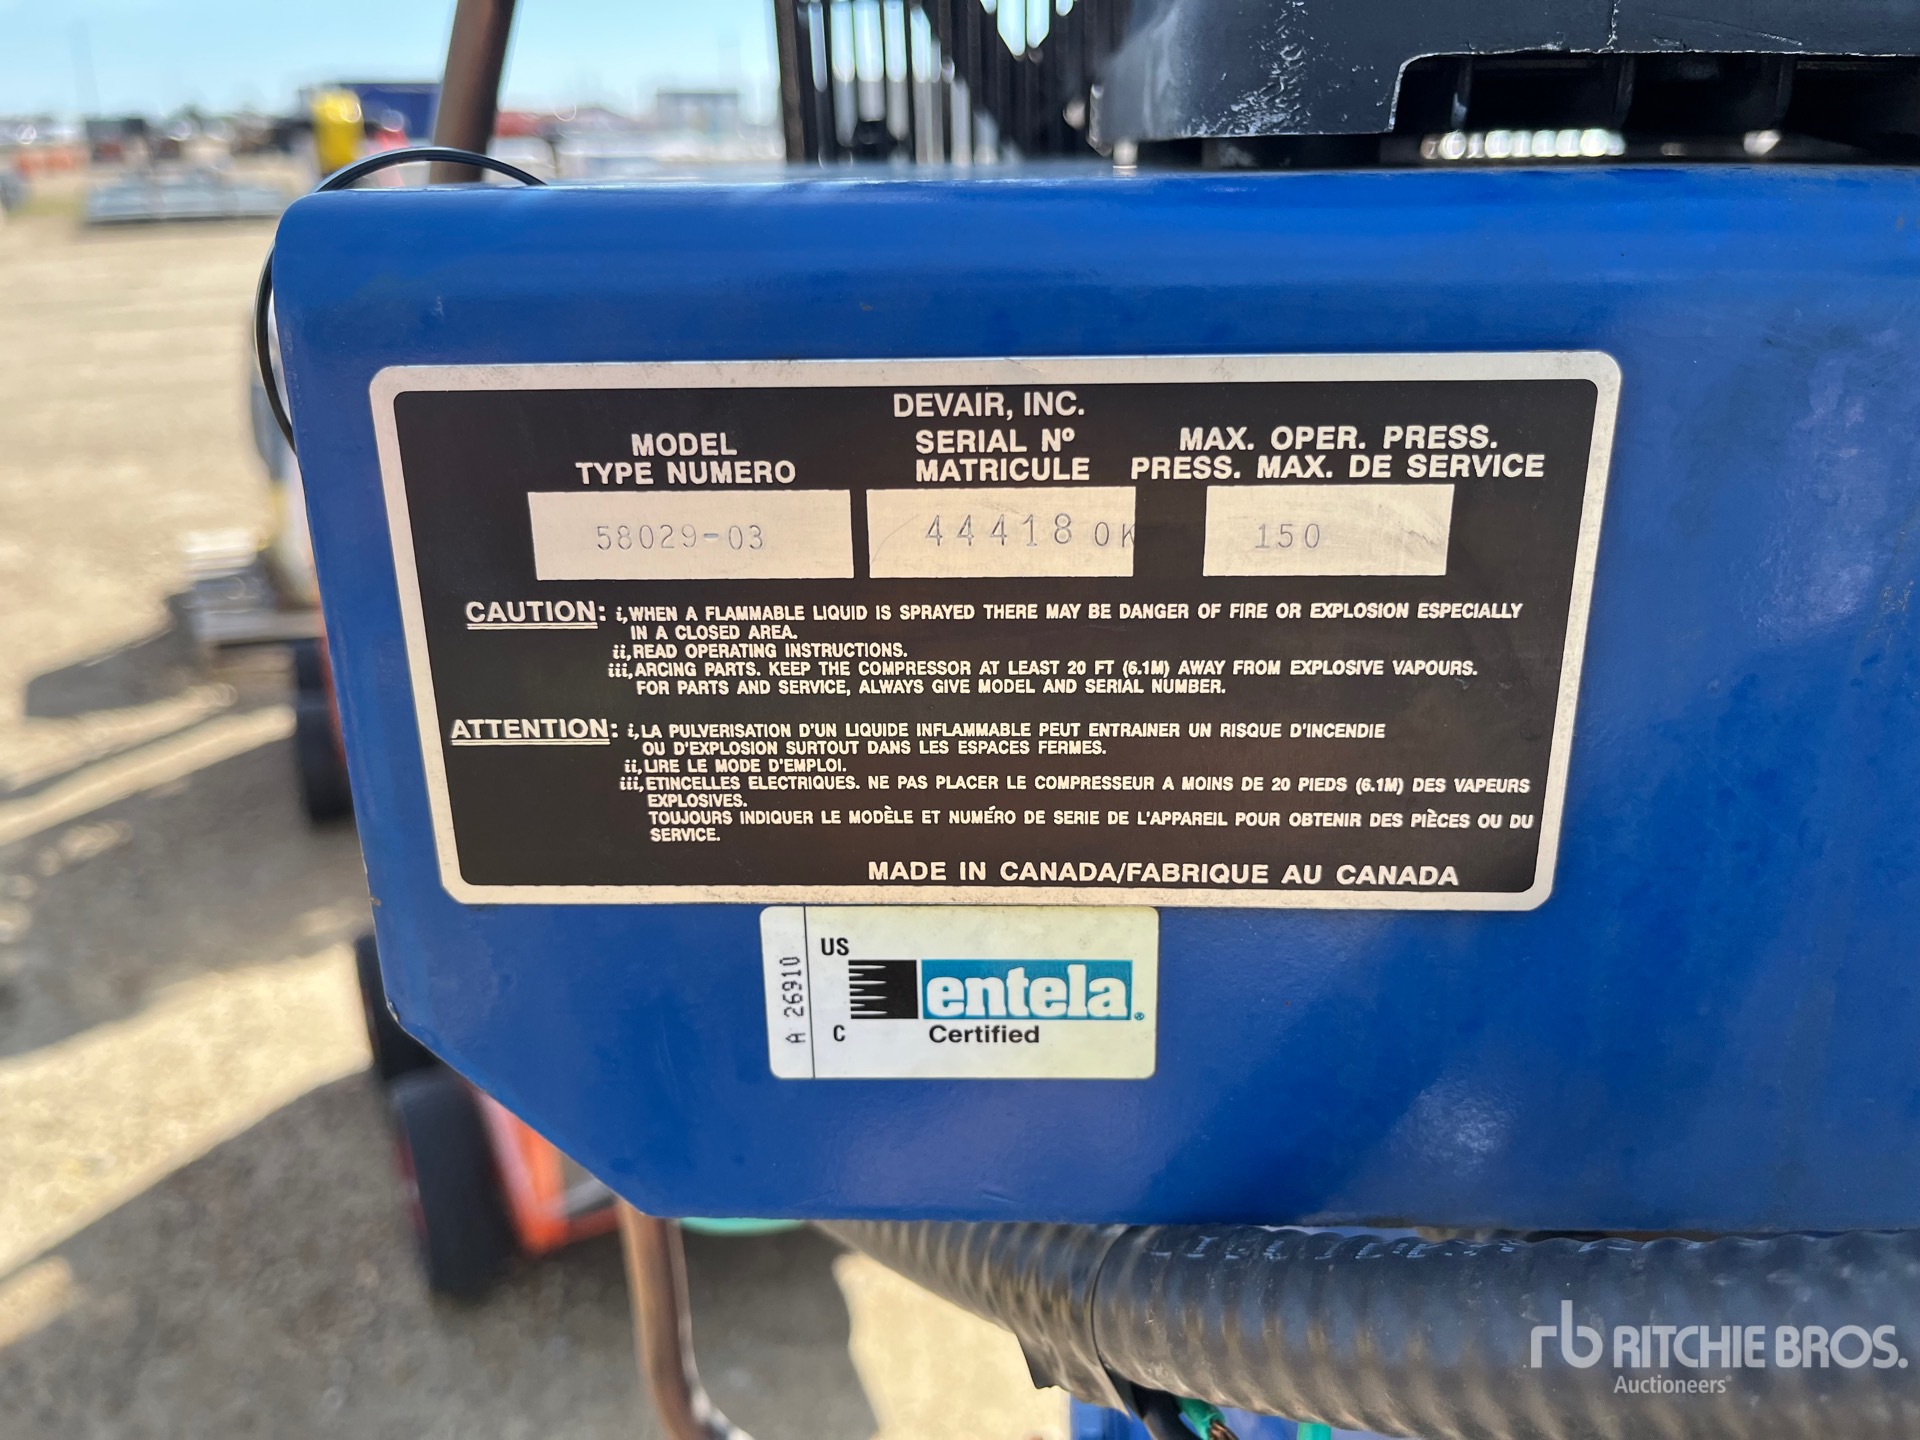 DEVAIR, INC.
MODEL
TYPE NUMERO
SERIAL Nº
MATRICULE
MAX. OPER. PRESS.
PRESS. MAX. DE SERVICE
58029-03
44418 OK
150
CAUTION: i, WHEN A FLAMMABLE LIQUID IS SPRAYED THERE MAY BE DANGER OF FIRE OR EXPLOSION ESPECIALLY
IN A CLOSED AREA.
ii, READ OPERATING INSTRUCTIONS.
iii, ARCING PARTS. KEEP THE COMPRESSOR AT LEAST 20 FT (6.1M) AWAY FROM EXPLOSIVE VAPOURS.
FOR PARTS AND SERVICE, ALWAYS GIVE MODEL AND SERIAL NUMBER.
ATTENTION: i, LA PULVERISATION D'UN LIQUIDE INFLAMMABLE PEUT ENTRAINER UN RISQUE D'INCENDIE
OU D'EXPLOSION SURTOUT DANS LES ESPACES FERMES.
ii, LIRE LE MODE D'EMPLOI.
iii, ETINCELLES ELECTRIQUES. NE PAS PLACER LE COMPRESSEUR A MOINS DE 20 PIEDS (6.1M) DES VAPEURS
EXPLOSIVES.
TOUJOURS INDIQUER LE MODÈLE ET NUMÉRO DE SERIE DE L'APPAREIL POUR OBTENIR DES PIÈCES OU DU
SERVICE.
MADE IN CANADA/FABRIQUE AU CANADA
A 26910
US
C
entela®
Certified
rb RITCHIE BROS.
Auctioneers